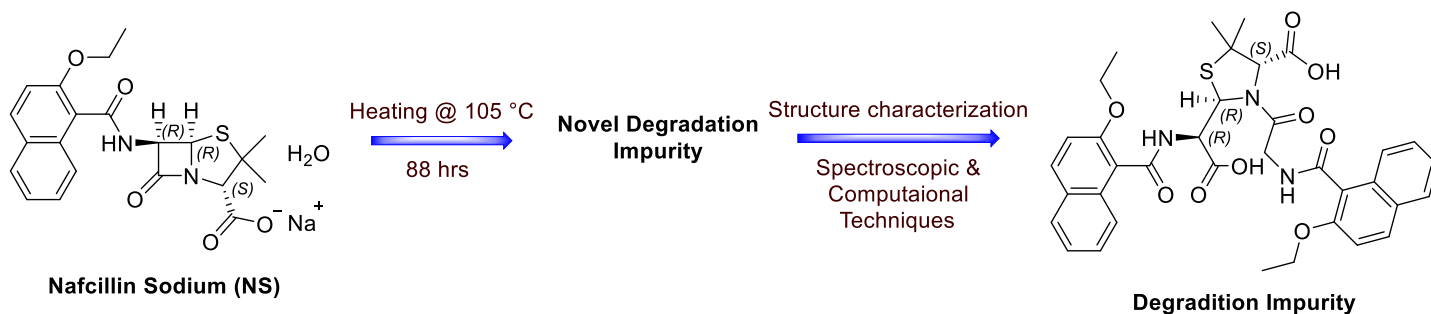 O
O
H
H
(R)
S
HN
(R)
H₂O
N
O
(S)
O
O⁻
Na⁺
Nafcillin Sodium (NS)
Heating @ 105 °C
88 hrs
Novel Degradation
Impurity
Structure characterization
Spectroscopic &
Computaional
Techniques
O
(S)
OH
S
O
H
N
(R)
O
HN
(R)
O
O
OH
O
NH
O
Degradition Impurity